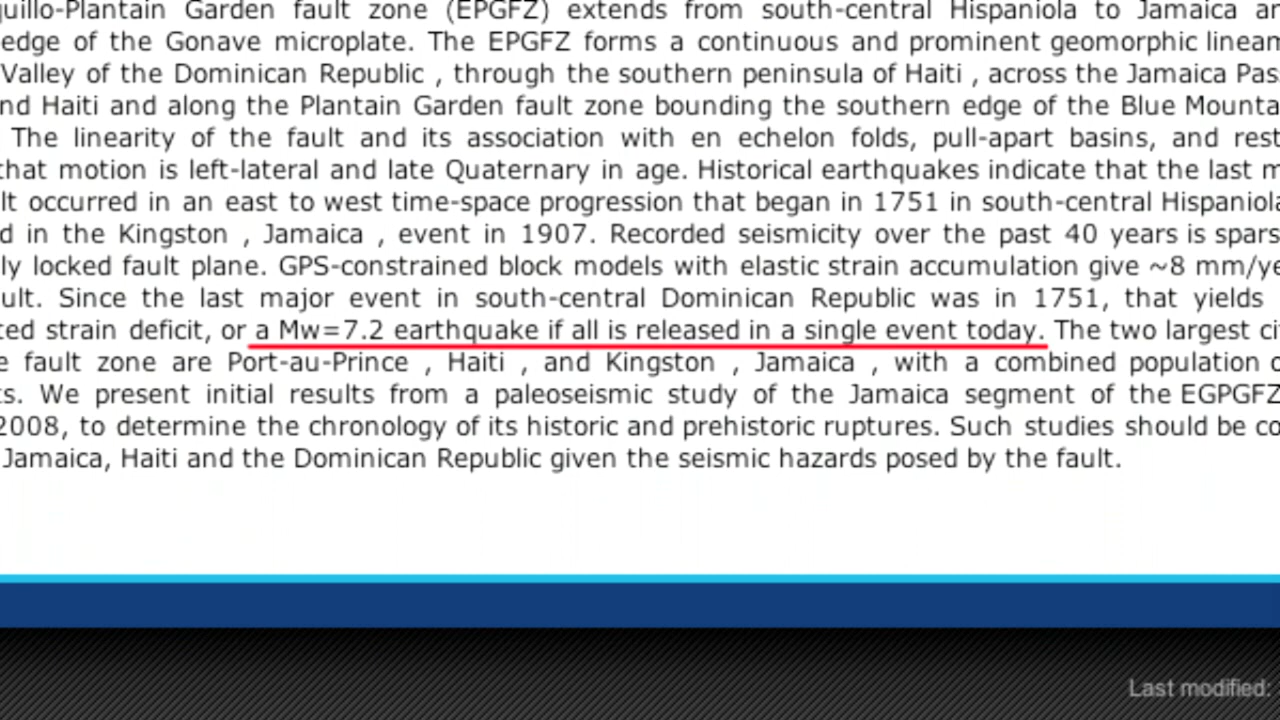 uillo-Plantain Garden fault zone (EPGFZ) extends from south-central Hispaniola to Jamaica an
edge of the Gonave microplate. The EPGFZ forms a continuous and prominent geomorphic linean
Valley of the Dominican Republic , through the southern peninsula of Haiti , across the Jamaica Pas
nd Haiti and along the Plantain Garden fault zone bounding the southern edge of the Blue Mounta
The linearity of the fault and its association with en echelon folds, pull-apart basins, and rest
that motion is left-lateral and late Quaternary in age. Historical earthquakes indicate that the last m
lt occurred in an east to west time-space progression that began in 1751 in south-central Hispaniola
d in the Kingston , Jamaica , event in 1907. Recorded seismicity over the past 40 years is spars
ly locked fault plane. GPS-constrained block models with elastic strain accumulation give ~8 mm/ye
ult. Since the last major event in south-central Dominican Republic was in 1751, that yields
ted strain deficit, or a Mw=7.2 earthquake if all is released in a single event today. The two largest ci
e fault zone are Port-au-Prince , Haiti , and Kingston , Jamaica , with a combined population o
ts. We present initial results from a paleoseismic study of the Jamaica segment of the EGPGFZ
2008, to determine the chronology of its historic and prehistoric ruptures. Such studies should be co
Jamaica, Haiti and the Dominican Republic given the seismic hazards posed by the fault.
Last modified: